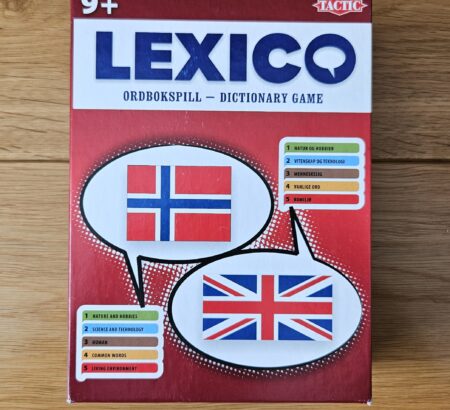 9+
TACTIC
LEXICO
ORDBOKSPILL – DICTIONARY GAME
1 NATUR OG HOBBIER
2 VITENSKAP OG TEKNOLOGI
3 MENNESKELIG
4 VANLIGE ORD
5 BOMILJØ
1 NATURE AND HOBBIES
2 SCIENCE AND TECHNOLOGY
3 HUMAN
4 COMMON WORDS
5 LIVING ENVIRONMENT